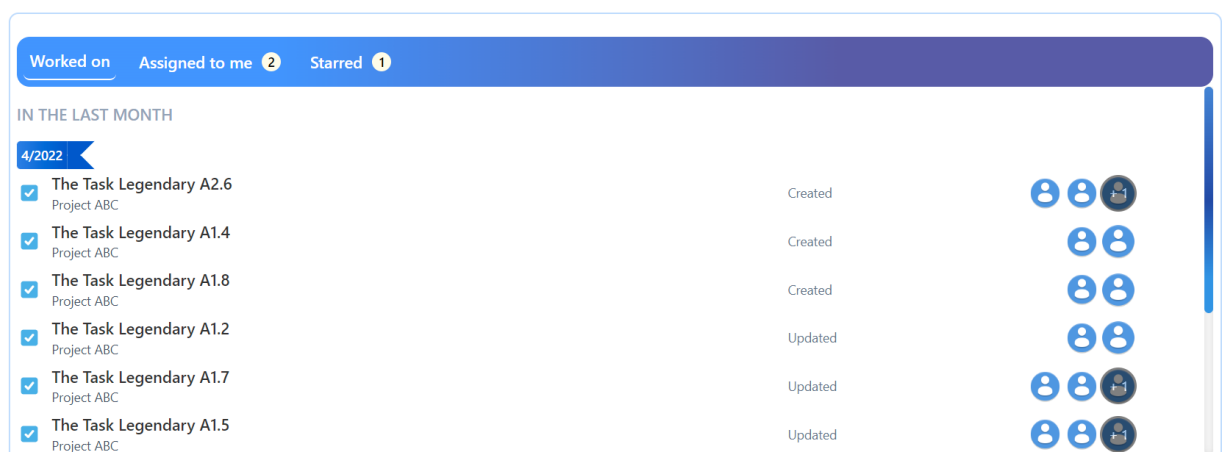 Worked on Assigned to me 2 Starred 1
IN THE LAST MONTH
4/2022
The Task Legendary A2.6
Project ABC
Created
+1
The Task Legendary A1.4
Project ABC
Created
The Task Legendary A1.8
Project ABC
Created
The Task Legendary A1.2
Project ABC
Updated
The Task Legendary A1.7
Project ABC
Updated
+1
The Task Legendary A1.5
Project ABC
Updated
+1